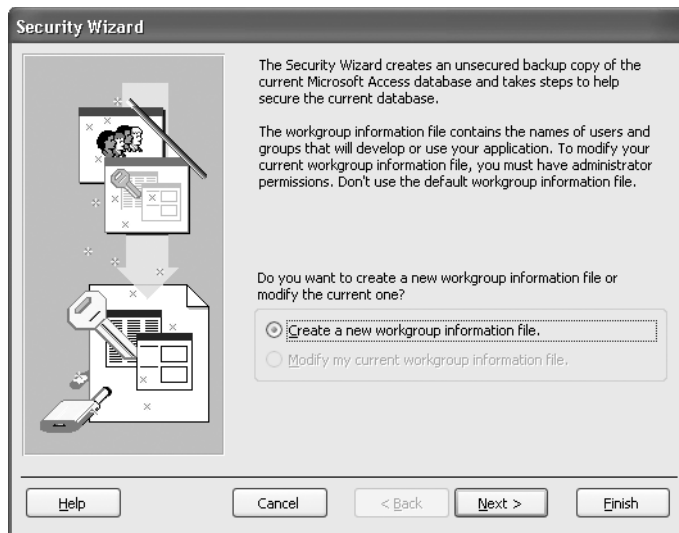 Security Wizard
The Security Wizard creates an unsecured backup copy of the
current Microsoft Access database and takes steps to help
secure the current database.
The workgroup information file contains the names of users and
groups that will develop or use your application. To modify your
current workgroup information file, you must have administrator
permissions. Don't use the default workgroup information file.
Do you want to create a new workgroup information file or
modify the current one?
Create a new workgroup information file.
Modify my current workgroup information file.
Help Cancel < Back Next > Finish